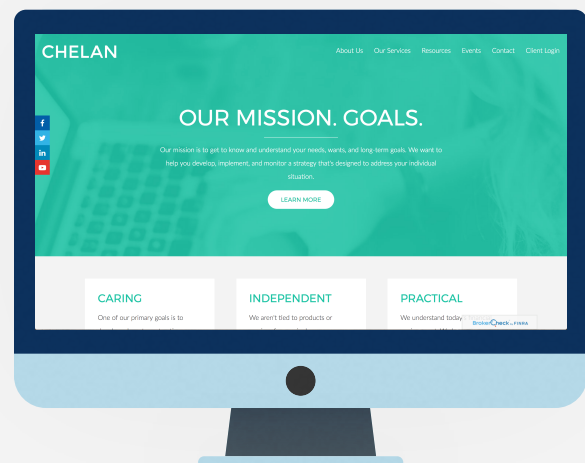 CHELAN
About Us Our Services Resources Events Contact Client Login
OUR MISSION. GOALS.
Our mission is to get to know and understand your needs, wants, and long-term goals. We want to
help you develop, implement, and monitor a strategy that's designed to address your individual
situation.
LEARN MORE
CARING
One of our primary goals is to
INDEPENDENT
We aren't tied to products or
PRACTICAL
We understand today
BrokerCheck by FINRA